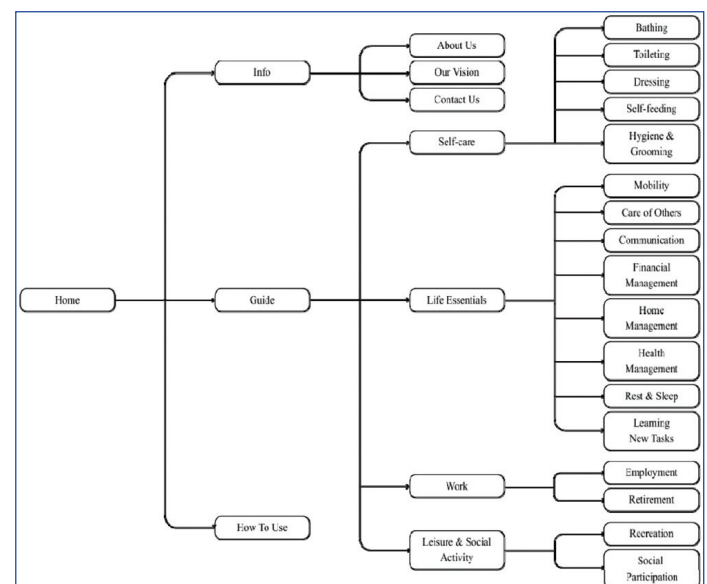 Home
Info
About Us
Our Vision
Contact Us
Guide
Self-care
Bathing
Toileting
Dressing
Self-feeding
Hygiene &
Grooming
Life Essentials
Mobility
Care of Others
Communication
Financial
Management
Home
Management
Health
Management
Rest & Sleep
Learning
New Tasks
Work
Employment
Retirement
Leisure & Social
Activity
Recreation
Social
Participation
How To Use